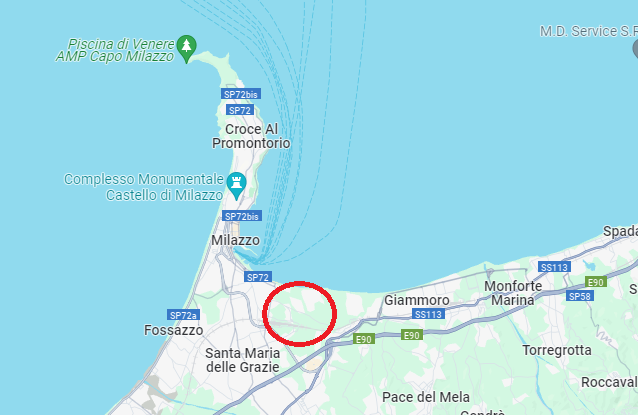 M.D. Service S.R
Piscina di Venere
AMP Capo Milazzo
SP72bis
SP72
Croce Al
Promontorio
Complesso Monumentale
Castello di Milazzo
SP72bis
Milazzo
Spada
SS113
SP72
E90
Monforte
Marina
SP58
S
Giammoro
SP72a
SS113
Fossazzo
E90
E90
Santa Maria
delle Grazie
Torregrotta
Roccaval
Pace del Mela
Condrò
S